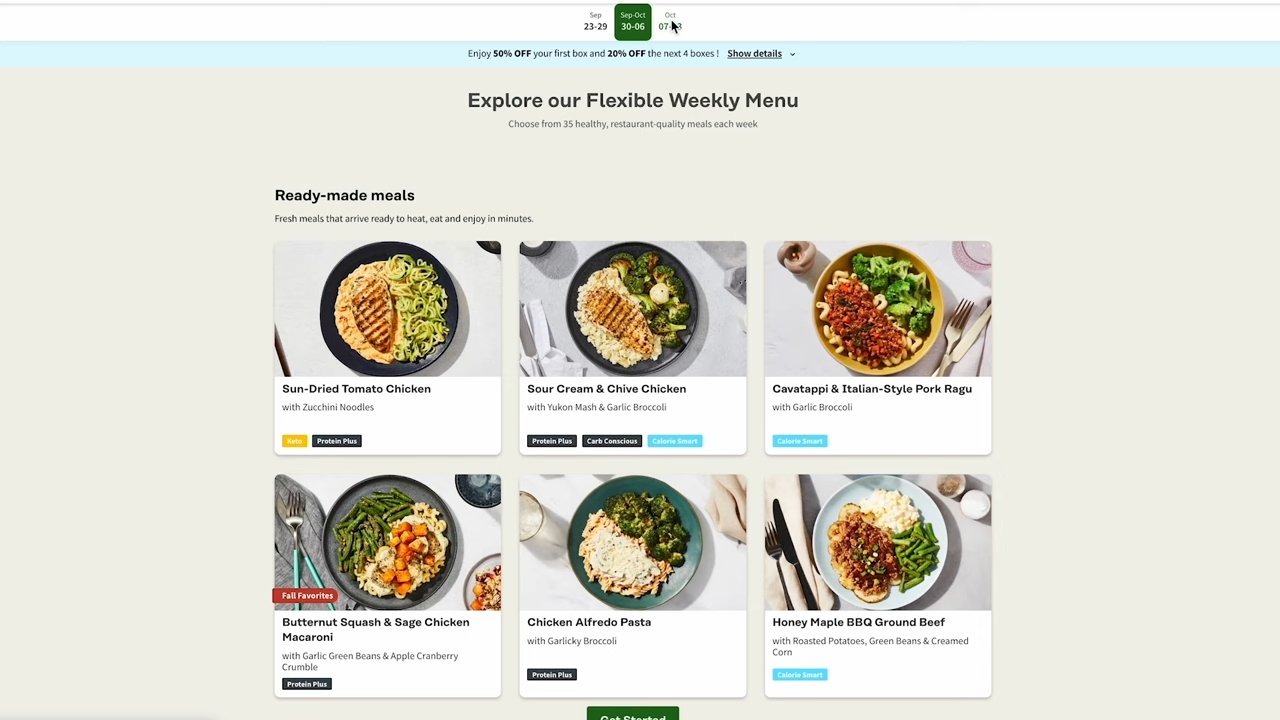 Sep
23-29
Sep-Oct
30-06
Oct
Enjoy 50% OFF your first box and 20% OFF the next 4 boxes ! Show details
Explore our Flexible Weekly Menu
Choose from 35 healthy, restaurant-quality meals each week
Ready-made meals
Fresh meals that arrive ready to heat, eat and enjoy in minutes.
Sun-Dried Tomato Chicken
with Zucchini Noodles
Keto Protein Plus
Sour Cream & Chive Chicken
with Yukon Mash & Garlic Broccoli
Protein Plus Carb Conscious Calorie Smart
Cavatappi & Italian-Style Pork Ragu
with Garlic Broccoli
Calorie Smart
Fall Favorites
Butternut Squash & Sage Chicken
Macaroni
with Garlic Green Beans & Apple Cranberry
Crumble
Protein Plus
Chicken Alfredo Pasta
with Garlicky Broccoli
Protein Plus
Honey Maple BBQ Ground Beef
with Roasted Potatoes, Green Beans & Creamed
Corn
Calorie Smart
Get Started